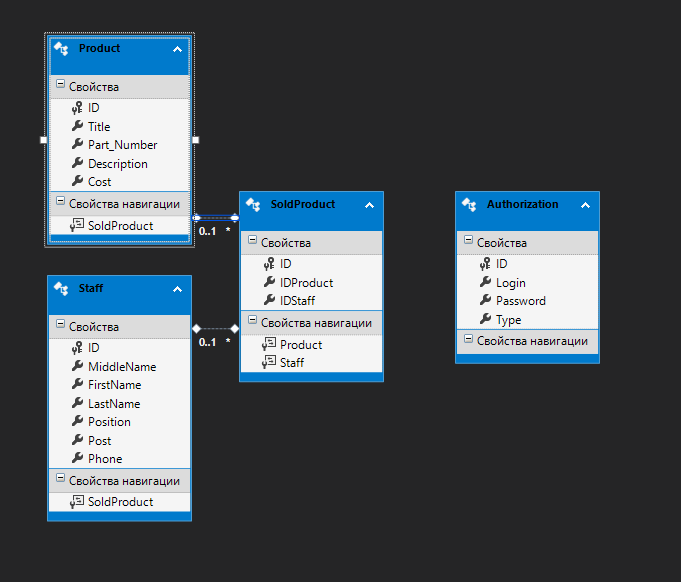 Product
Свойства
ID
Title
Part_Number
Description
Cost
Свойства навигации
SoldProduct
0..1 *
SoldProduct
Свойства
ID
IDProduct
IDStaff
Свойства навигации
Product
Staff
Authorization
Свойства
ID
Login
Password
Type
Свойства навигации
Staff
Свойства
ID
MiddleName
FirstName
LastName
Position
Post
Phone
Свойства навигации
SoldProduct
0..1 *